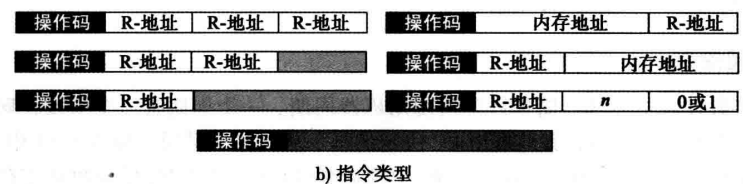 操作码 R-地址 R-地址 R-地址 操作码 内存地址 R-地址
操作码 R-地址 R-地址 操作码 R-地址 内存地址
操作码 R-地址 操作码 R-地址 n 0或1
操作码
b) 指令类型